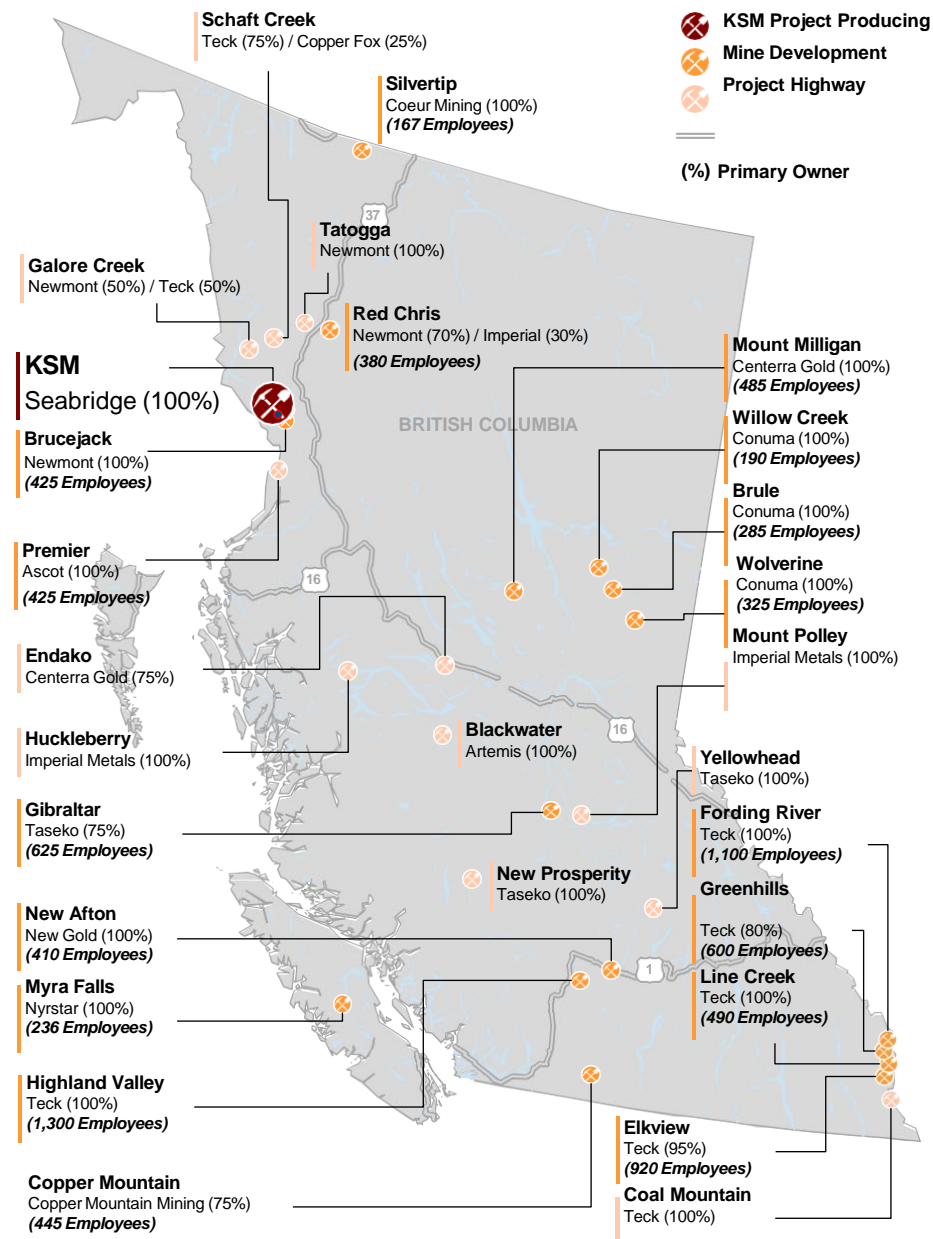 Schaft Creek
Teck (75%) / Copper Fox (25%)
KSM Project Producing
Mine Development
Project Highway
(%) Primary Owner
Silvertip
Coeur Mining (100%)
(167 Employees)
37
Tatogga
Newmont (100%)
Galore Creek
Newmont (50%) / Teck (50%)
Red Chris
Newmont (70%) / Imperial (30%)
(380 Employees)
KSM
Seabridge (100%)
Brucejack
Newmont (100%)
(425 Employees)
BRITISH COLUMBIA
Mount Milligan
Centerra Gold (100%)
(485 Employees)
Willow Creek
Conuma (100%)
(190 Employees)
Brule
Conuma (100%)
(285 Employees)
Wolverine
Conuma (100%)
(325 Employees)
Mount Polley
Imperial Metals (100%)
Premier
Ascot (100%)
(425 Employees)
16
Endako
Centerra Gold (75%)
Huckleberry
Imperial Metals (100%)
Blackwater
Artemis (100%)
16
Yellowhead
Taseko (100%)
Gibraltar
Taseko (75%)
(625 Employees)
Fording River
Teck (100%)
(1,100 Employees)
New Prosperity
Taseko (100%)
Greenhills
Teck (80%)
(600 Employees)
New Afton
New Gold (100%)
(410 Employees)
1
Line Creek
Teck (100%)
(490 Employees)
Myra Falls
Nyrstar (100%)
(236 Employees)
Highland Valley
Teck (100%)
(1,300 Employees)
Elkview
Teck (95%)
(920 Employees)
Copper Mountain
Copper Mountain Mining (75%)
(445 Employees)
Coal Mountain
Teck (100%)